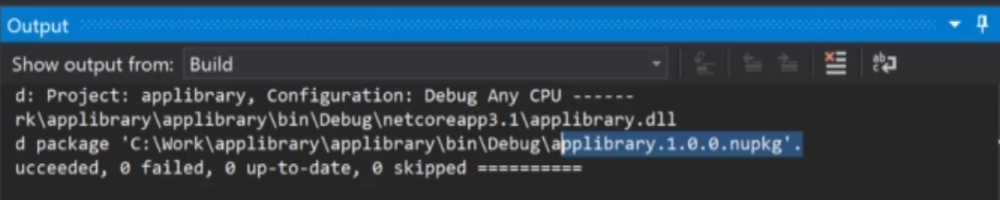 Output
Show output from: Build
d: Project: applibrary, Configuration: Debug Any CPU ------
rk\applibrary\applibrary\bin\Debug\netcoreapp3.1\applibrary.dll
d package 'C:\Work\applibrary\applibrary\bin\Debug\applibrary.1.0.0.nupkg'.
ucceeded, 0 failed, 0 up-to-date, 0 skipped ==========